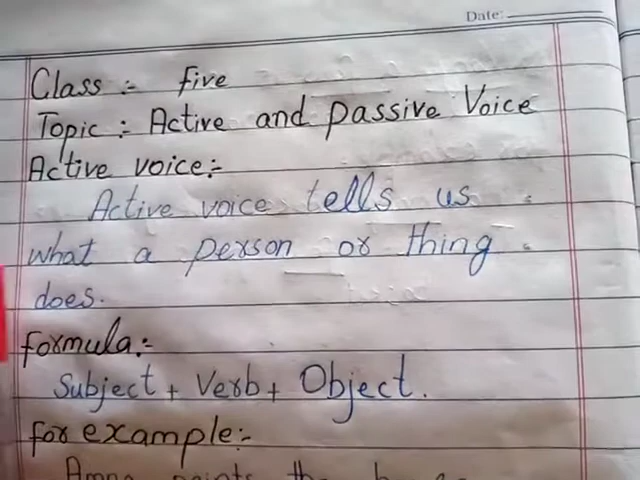 Date:
Class :- five
Topic : Active and passive Voice
Active voice:-
Active voice tells us
what a person or thing
does.
formula:-
Subject + Verb + Object.
for example:-